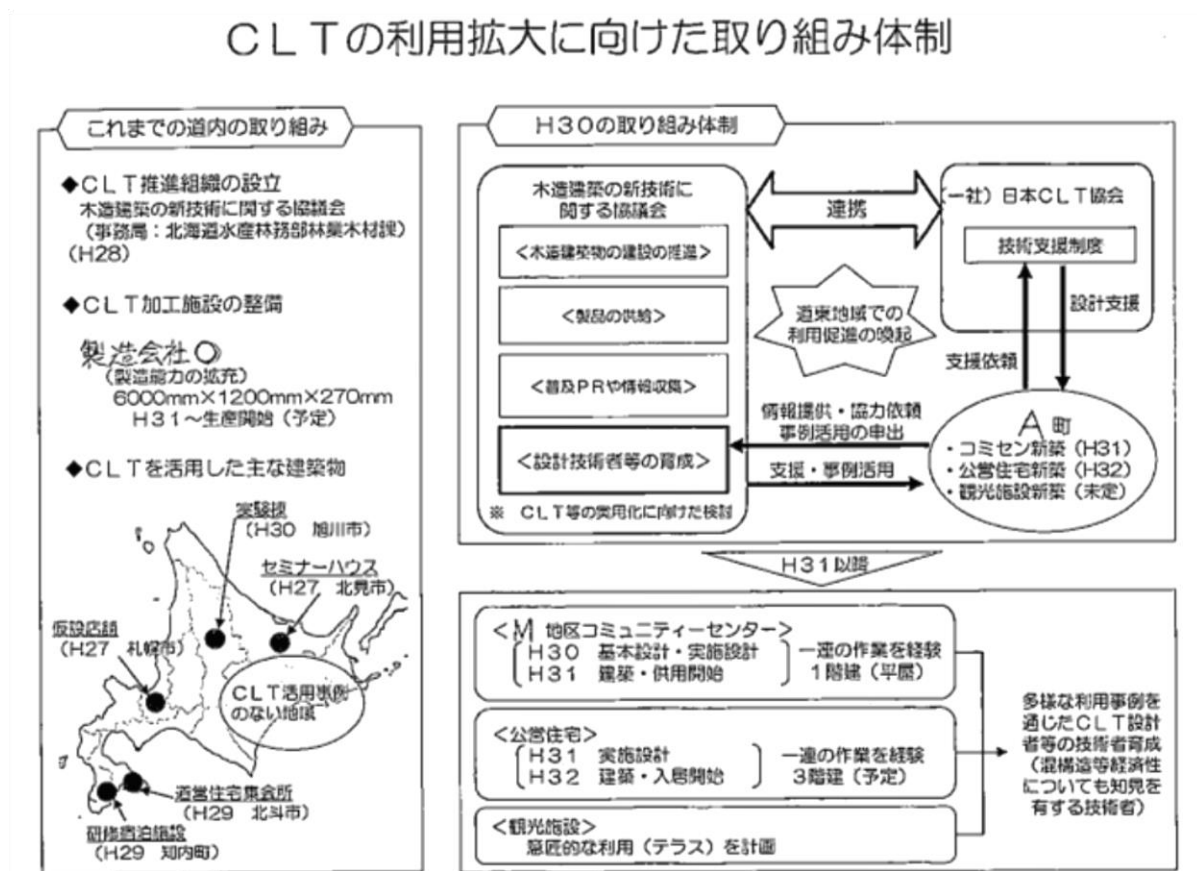 CLTの利用拡大に向けた取り組み体制
これまでの道内の取り組み
◆CLT推進組織の設立
木造建築の新技術に関する協議会
(事務局:北海道水産林務部林業木材課)
(H28)
◆CLT加工施設の整備
製造会社〇
(製造能力の拡充)
6000mm×1200mm×270mm
H31~生産開始(予定)
◆CLTを活用した主な建築物
実験棟
(H30 旭川市)
セミナーハウス
(H27 北見市)
仮設店舗
(H27 札幌市)
CLT活用事例
のない地域
道営住宅集会所
(H29 北斗市)
研修宿泊施設
(H29 知内町)
H30の取り組み体制
木造建築の新技術に
関する協議会
<木造建築物の建設の推進>
<製品の供給>
<普及PRや情報収集>
<設計技術者等の育成>
※ CLT等の実用化に向けた検討
連携
(一社)日本CLT協会
技術支援制度
設計支援
支援依頼
道東地域での
利用促進の喚起
情報提供・協力依頼
事例活用の申出
支援・事例活用
A町
・コミセン新築(H31)
・公営住宅新築(H32)
・観光施設新築(未定)
H31以降
<M 地区コミュニティーセンター>
H30 基本設計・実施設計
H31 建築・供用開始
一連の作業を経験
1階建(平屋)
<公営住宅>
H31 実施設計
H32 建築・入居開始
一連の作業を経験
3階建(予定)
<観光施設>
意匠的な利用(テラス)を計画
多様な利用事例を
通じたCLT設計
者等の技術者育成
(混構造等経済性
についても知見を
有する技術者)